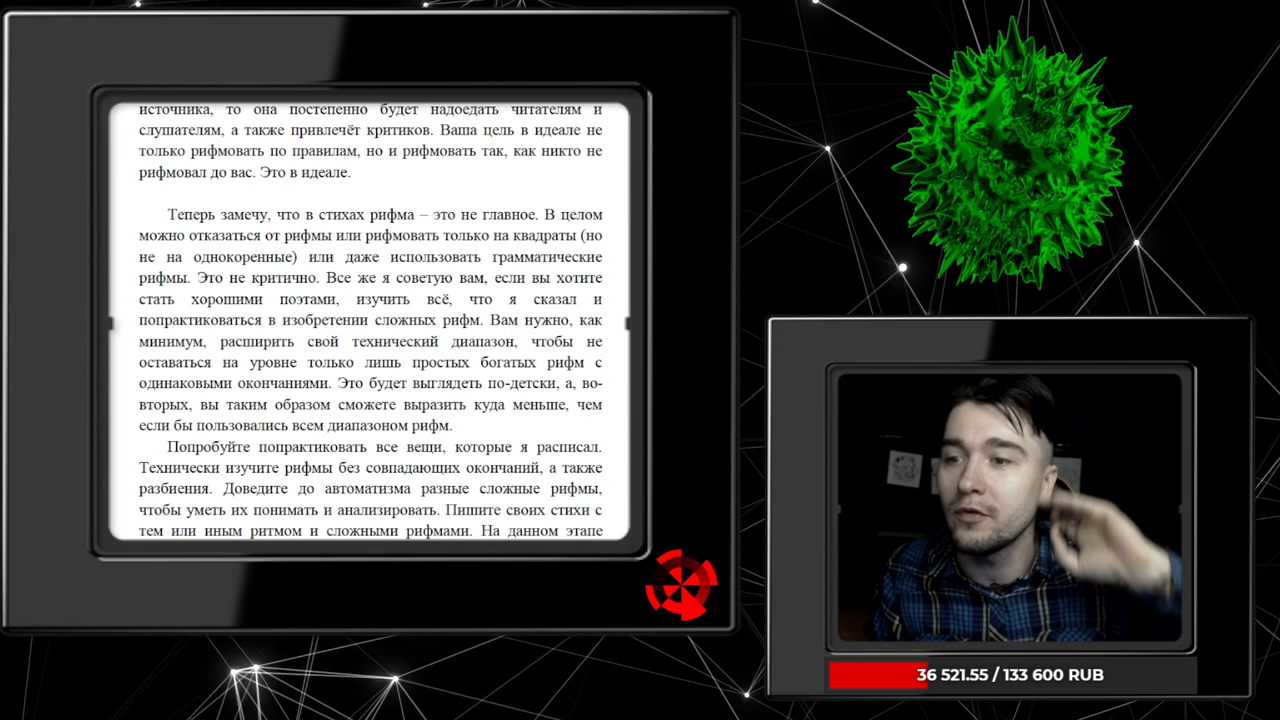 источника, то она постепенно будет надоедать читателям и
слушателям, а также привлечёт критиков. Ваша цель в идеале не
только рифмовать по правилам, но и рифмовать так, как никто не
рифмовал до вас. Это в идеале.
Теперь замечу, что в стихах рифма – это не главное. В целом
можно отказаться от рифмы или рифмовать только на квадраты (но
не на однокоренные) или даже использовать грамматические
рифмы. Это не критично. Все же я советую вам, если вы хотите
стать хорошими поэтами, изучить всё, что я сказал и
попрактиковаться в изобретении сложных рифм. Вам нужно, как
минимум, расширить свой технический диапазон, чтобы не
оставаться на уровне только лишь простых богатых рифм с
одинаковыми окончаниями. Это будет выглядеть по-детски, а, во-
вторых, вы таким образом сможете выразить куда меньше, чем
если бы пользовались всем диапазоном рифм.
Попробуйте попрактиковать все вещи, которые я расписал.
Технически изучите рифмы без совпадающих окончаний, а также
разбиения. Доведите до автоматизма разные сложные рифмы,
чтобы уметь их понимать и анализировать. Пишите своих стихи с
тем или иным ритмом и сложными рифмами. На данном этапе
36 521.55 / 133 600 RUB